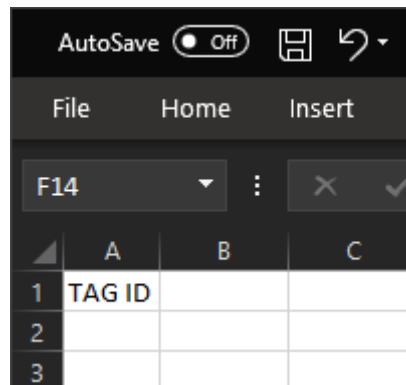 AutoSave Off
File Home Insert
F14
A B C
1 TAG ID
2
3